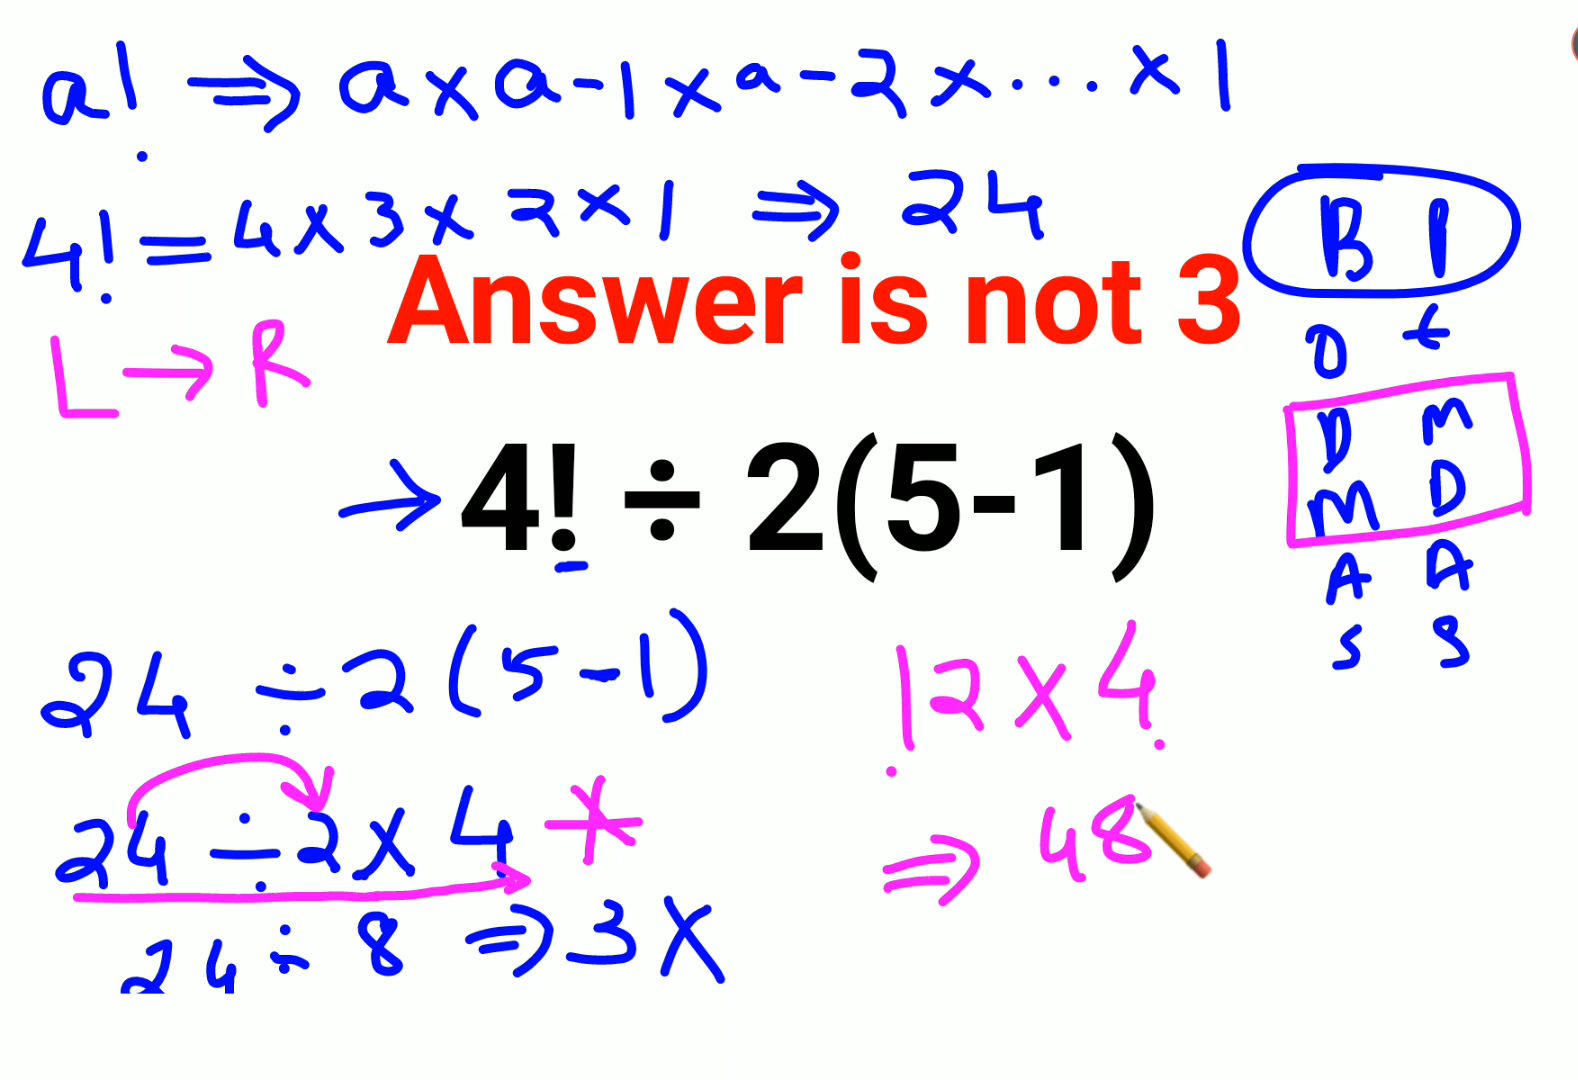 a! ⇒ a×a-1×a-2×...×1
4! = 4×3×2×1 ⇒ 24
B P
Answer is not 3
L → R
O E
D M
→ 4! ÷ 2(5-1)
M D
A A
S S
24 ÷ 2(5-1)
12×4
24 ÷ 2×4 *
⇒ 48
24 ÷ 8 ⇒ 3 X